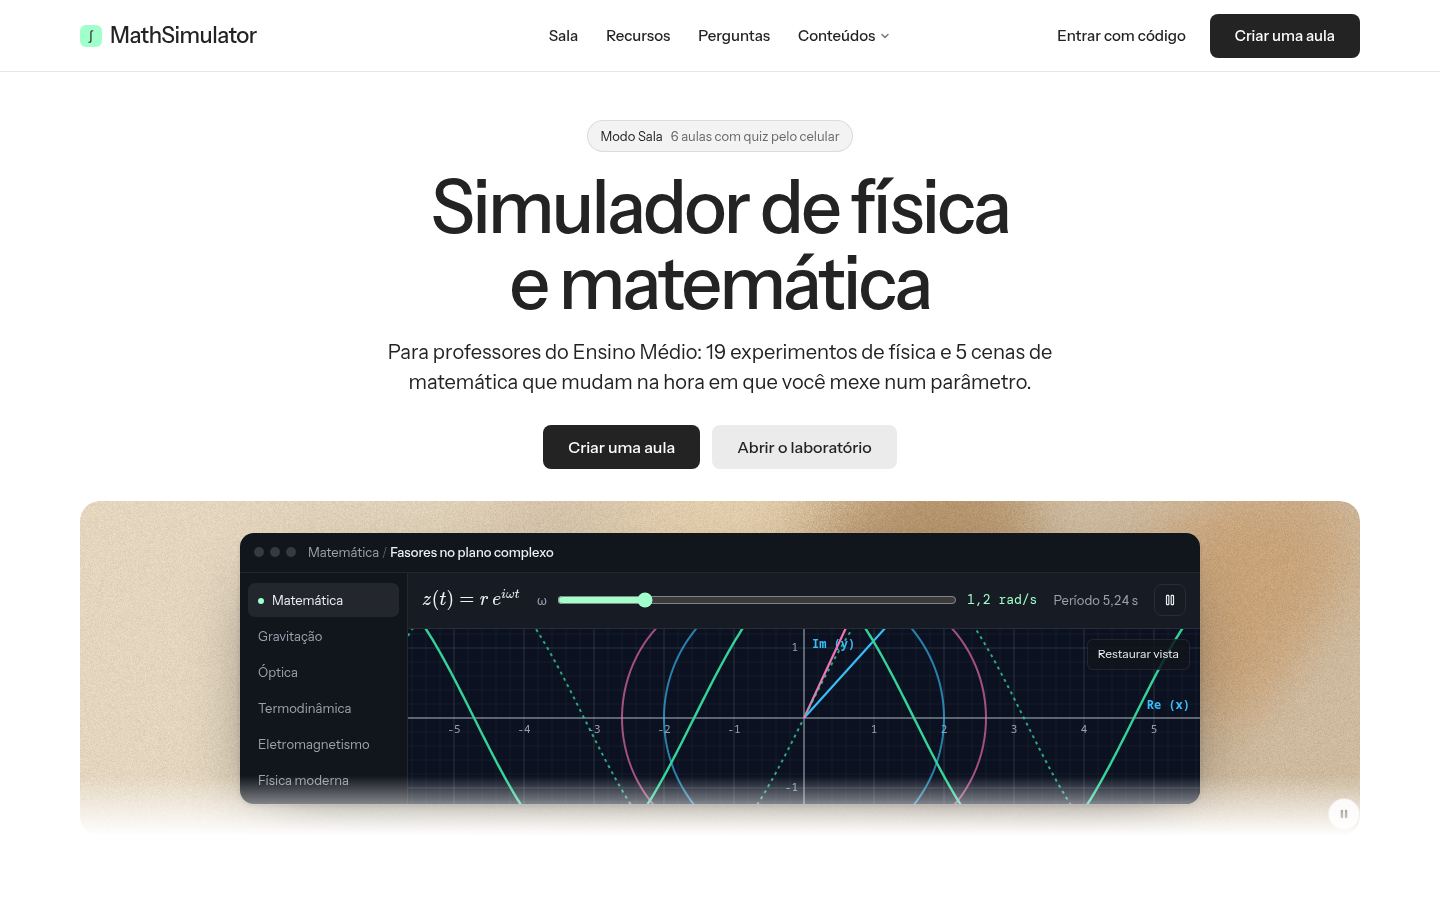 ∫ MathSimulator
Sala Recursos Perguntas Conteúdos
Entrar com código Criar uma aula
Modo Sala 6 aulas com quiz pelo celular
Simulador de física
e matemática
Para professores do Ensino Médio: 19 experimentos de física e 5 cenas de
matemática que mudam na hora em que você mexe num parâmetro.
Criar uma aula Abrir o laboratório
Matemática / Fasores no plano complexo
Matemática
Gravitação
Óptica
Termodinâmica
Eletromagnetismo
Física moderna
z(t) = r e^{iωt} ω 1,2 rad/s Período 5,24 s
Restaurar vista
Im (y)
1
Re (x)
-5 -4 -3 -2 -1 1 2 3 4 5
-1